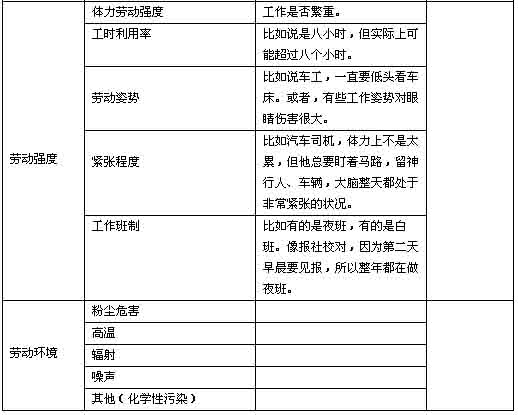 体力劳动强度
工作是否繁重。
工时利用率
比如说是八小时，但实际上可
能超过八个小时。
劳动姿势
比如说车工，一直要低头看车
床。或者，有些工作姿势对眼
睛伤害很大。
劳动强度
紧张程度
比如汽车司机，体力上不是太
累，但他总要盯着马路，留神
行人、车辆，大脑整天都处于
非常紧张的状况。
工作班制
比如有的是夜班，有的是白
班。像报社校对，因为第二天
早晨要见报，所以整年都在做
夜班。
劳动环境
粉尘危害
高温
辐射
噪声
其他（化学性污染）